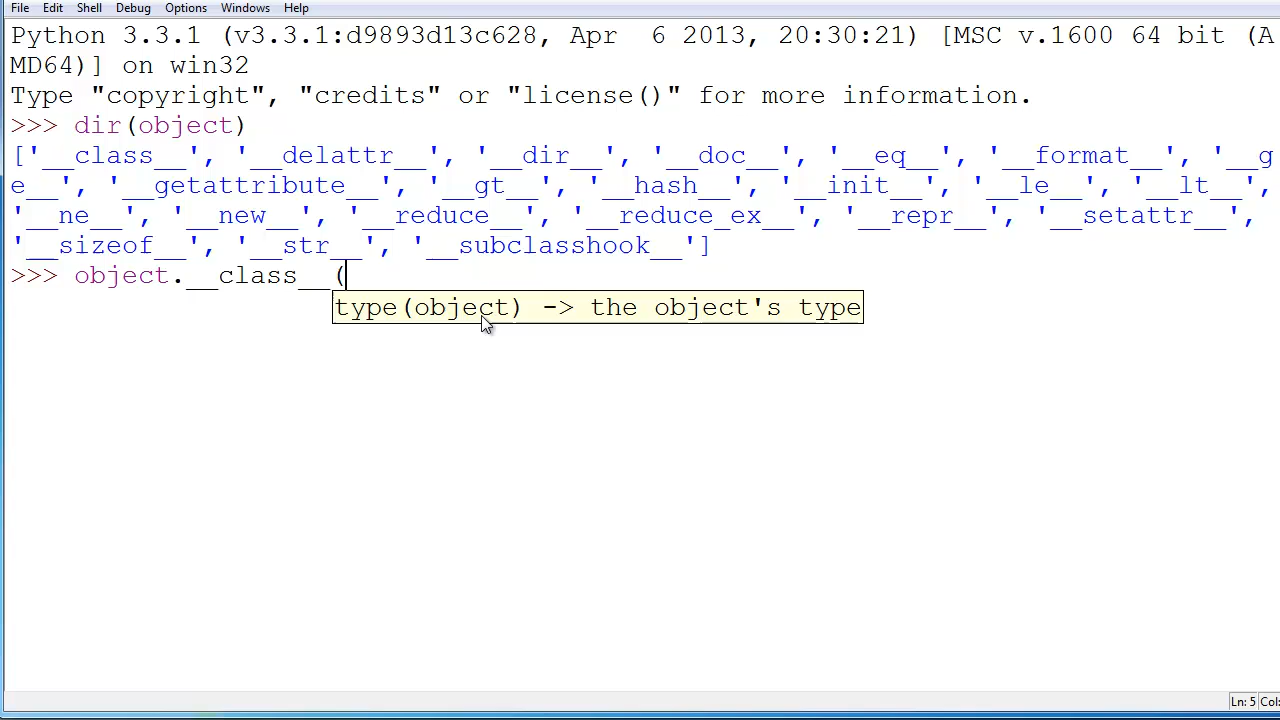 File Edit Shell Debug Options Windows Help
Python 3.3.1 (v3.3.1:d9893d13c628, Apr  6 2013, 20:30:21) [MSC v.1600 64 bit (A
MD64)] on win32
Type "copyright", "credits" or "license()" for more information.
>>> dir(object)
['__class__', '__delattr__', '__dir__', '__doc__', '__eq__', '__format__', '__g
e__', '__getattribute__', '__gt__', '__hash__', '__init__', '__le__', '__lt__',
'__ne__', '__new__', '__reduce__', '__reduce_ex__', '__repr__', '__setattr__',
'__sizeof__', '__str__', '__subclasshook__']
>>> object.__class__(
type(object) -> the object's type
Ln: 5 Col: